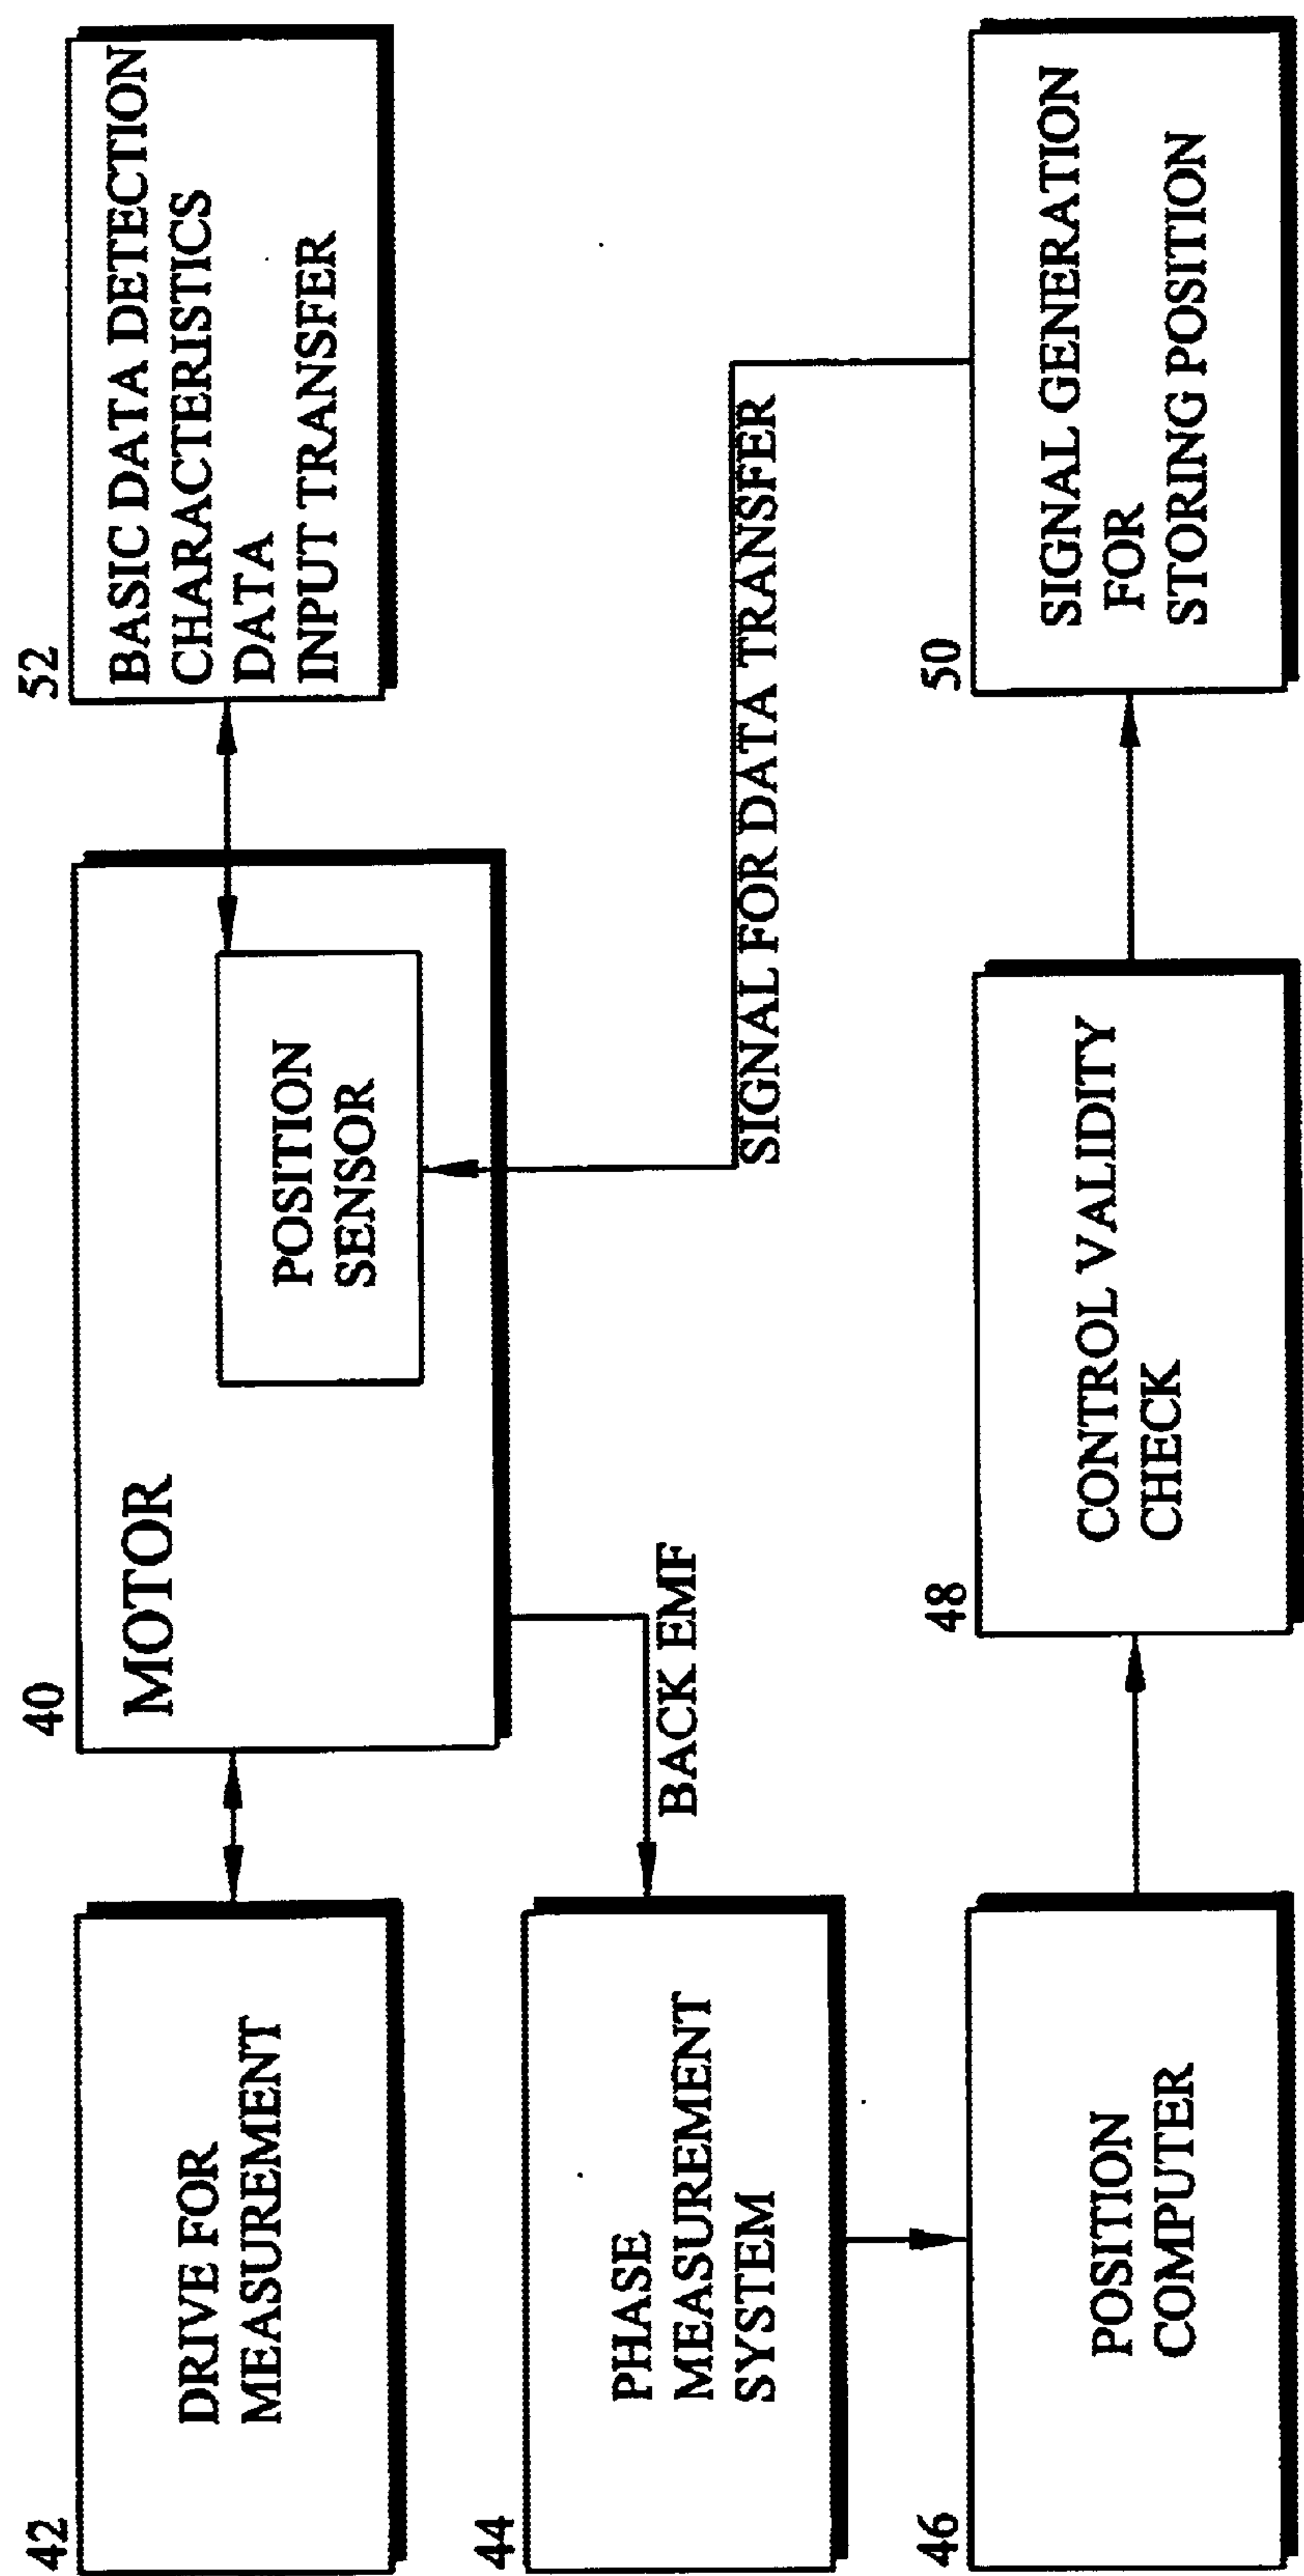 42
DRIVE FOR
MEASUREMENT
40
MOTOR
POSITION
SENSOR
52
BASIC DATA DETECTION
CHARACTERISTICS
DATA
INPUT TRANSFER
44
PHASE
MEASUREMENT
SYSTEM
BACK EMF
SIGNAL FOR DATA TRANSFER
46
POSITION
COMPUTER
48
CONTROL VALIDITY
CHECK
50
SIGNAL GENERATION
FOR
STORING POSITION